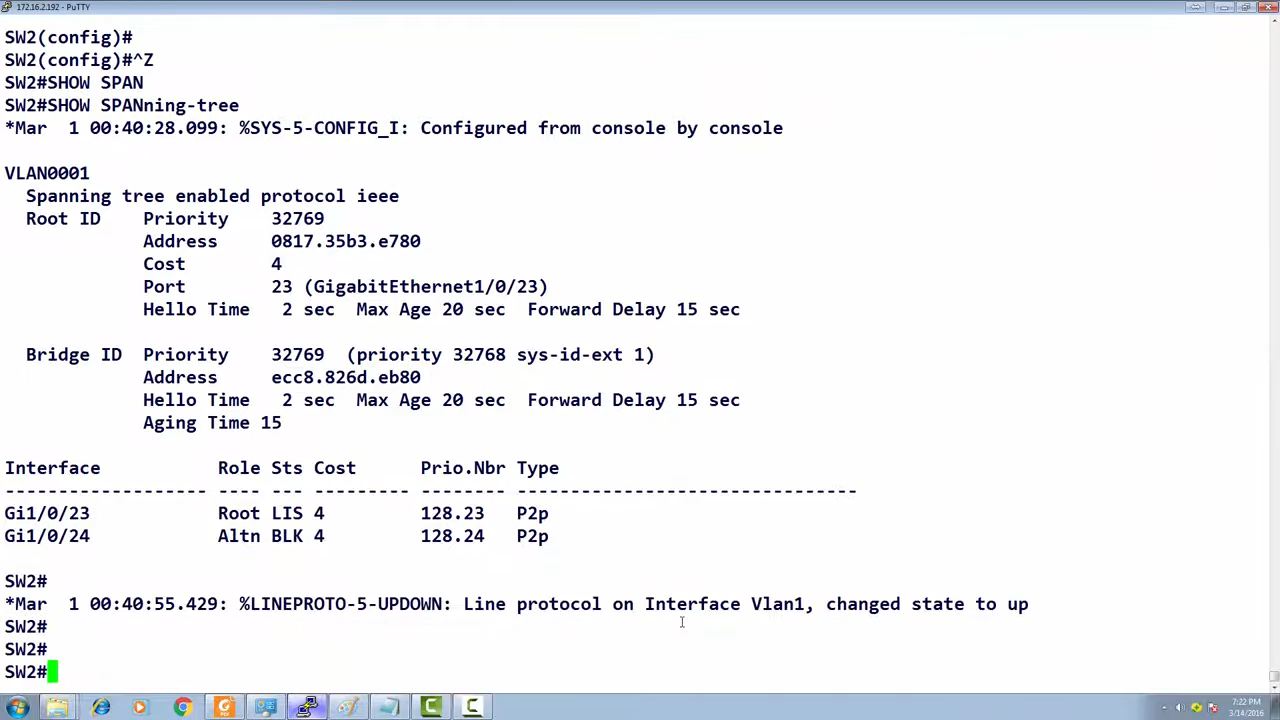 172.16.2.192 - PuTTY
SW2(config)#
SW2(config)#^Z
SW2#SHOW SPAN
SW2#SHOW SPANning-tree
*Mar  1 00:40:28.099: %SYS-5-CONFIG_I: Configured from console by console
VLAN0001
  Spanning tree enabled protocol ieee
  Root ID    Priority    32769
             Address     0817.35b3.e780
             Cost        4
             Port        23 (GigabitEthernet1/0/23)
             Hello Time   2 sec  Max Age 20 sec  Forward Delay 15 sec
  Bridge ID  Priority    32769  (priority 32768 sys-id-ext 1)
             Address     ecc8.826d.eb80
             Hello Time   2 sec  Max Age 20 sec  Forward Delay 15 sec
             Aging Time 15
Interface           Role Sts Cost      Prio.Nbr Type
------------------- ---- --- --------- -------- --------------------------------
Gi1/0/23            Root LIS 4         128.23   P2p
Gi1/0/24            Altn BLK 4         128.24   P2p
SW2#
*Mar  1 00:40:55.429: %LINEPROTO-5-UPDOWN: Line protocol on Interface Vlan1, changed state to up
SW2#
SW2#
SW2#
7:22 PM
3/14/2016